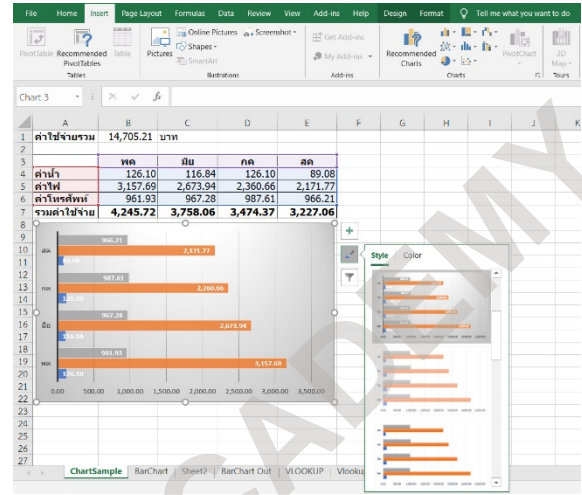 File Home Insert Page Layout Formulas Data Review View Add-ins Help Design Format Tell me what you want to do
PivotTable Recommended PivotTables Table Pictures Online Pictures Shapes SmartArt Screenshot Get Add-ins My Add-ins Recommended Charts PivotChart 3D Map
Tables Illustrations Add-ins Charts Tours
Chart 3 fx
A B C D E F G H I J K
1 ค่าใช้จ่ายรวม 14,705.21 บาท
2
3 พค มิย กค สค
4 ค่าน้ำ 126.10 116.84 126.10 89.08
5 ค่าไฟ 3,157.69 2,673.94 2,360.66 2,171.77
6 ค่าโทรศัพท์ 961.93 967.28 987.61 966.21
7 รวมค่าใช้จ่าย 4,245.72 3,758.06 3,474.37 3,227.06
8
9 966.21
10 สค 2,171.77 Style Color
11 89.08
12 987.61
13 กค 2,360.66
14 126.10
15 967.28
16 มิย 2,673.94
17 116.84
18 961.93
19 พค 3,157.69
20 126.10
21 0.00 500.00 1,000.00 1,500.00 2,000.00 2,500.00 3,000.00 3,500.00
22
23
24
25
26
27
ChartSample BarChart Sheet2 BarChart Out VLOOKUP